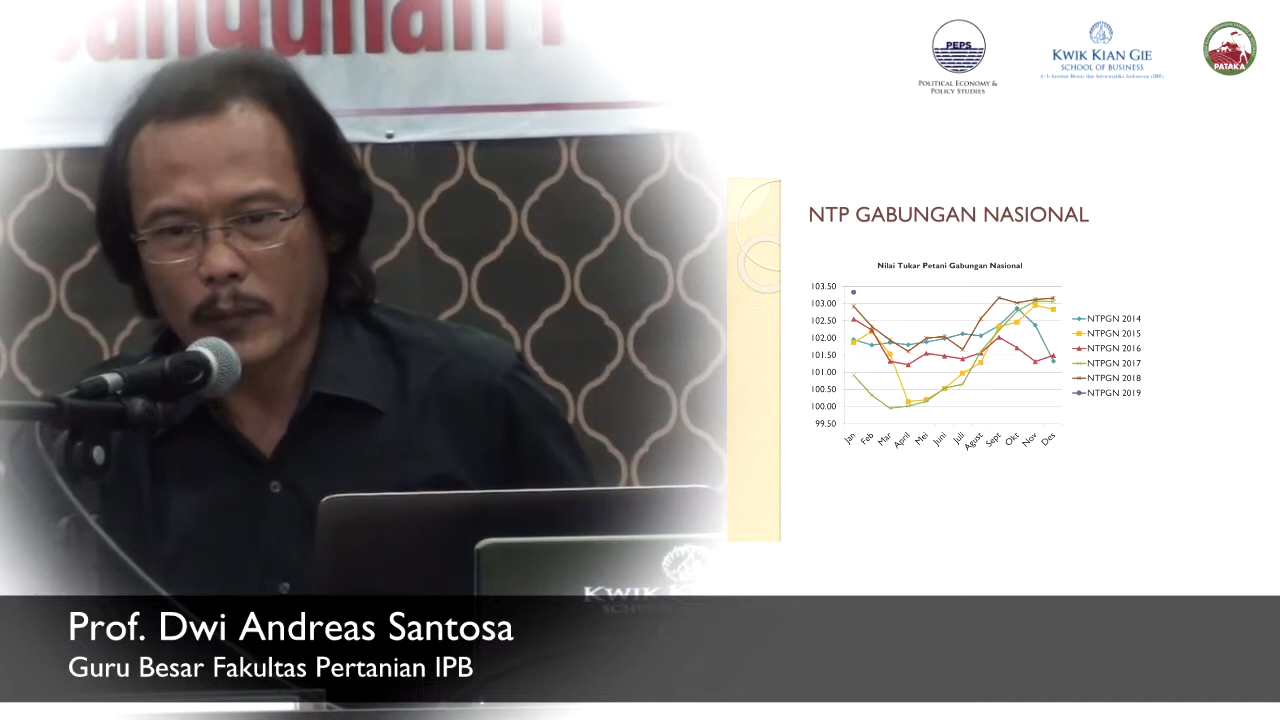 PEPS
POLITICAL ECONOMY &
POLICY STUDIES
KWIK KIAN GIE
SCHOOL OF BUSINESS
PATAKA
NTP GABUNGAN NASIONAL
Nilai Tukar Petani Gabungan Nasional
103.50
103.00
102.50
102.00
101.50
101.00
100.50
100.00
99.50
Jan
Feb
Mar
April
Mei
Juni
Juli
Agust
Sept
Okt
Nov
Des
NTPGN 2014
NTPGN 2015
NTPGN 2016
NTPGN 2017
NTPGN 2018
NTPGN 2019
KWIK K
Prof. Dwi Andreas Santosa
Guru Besar Fakultas Pertanian IPB